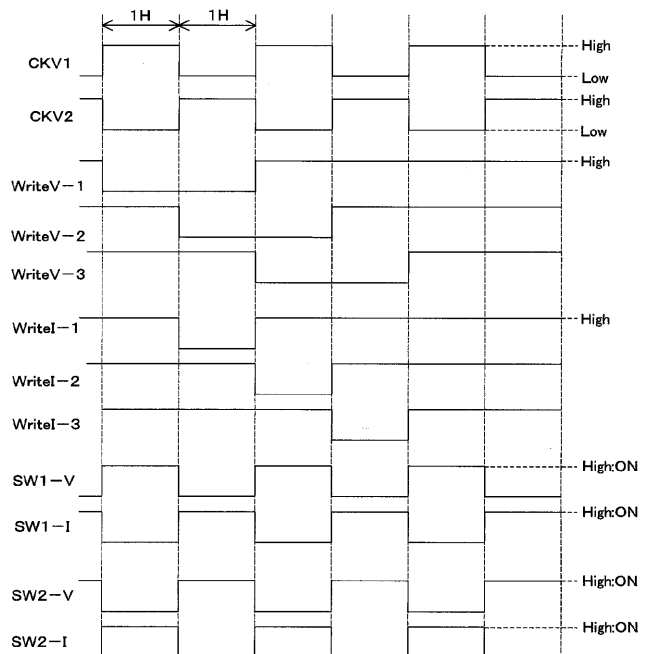 1H 1H
CKV1 High
Low
CKV2 High
Low
WriteV-1 High
WriteV-2
WriteV-3
WriteI-1 High
WriteI-2
WriteI-3
SW1-V High:ON
SW1-I High:ON
SW2-V High:ON
SW2-I High:ON